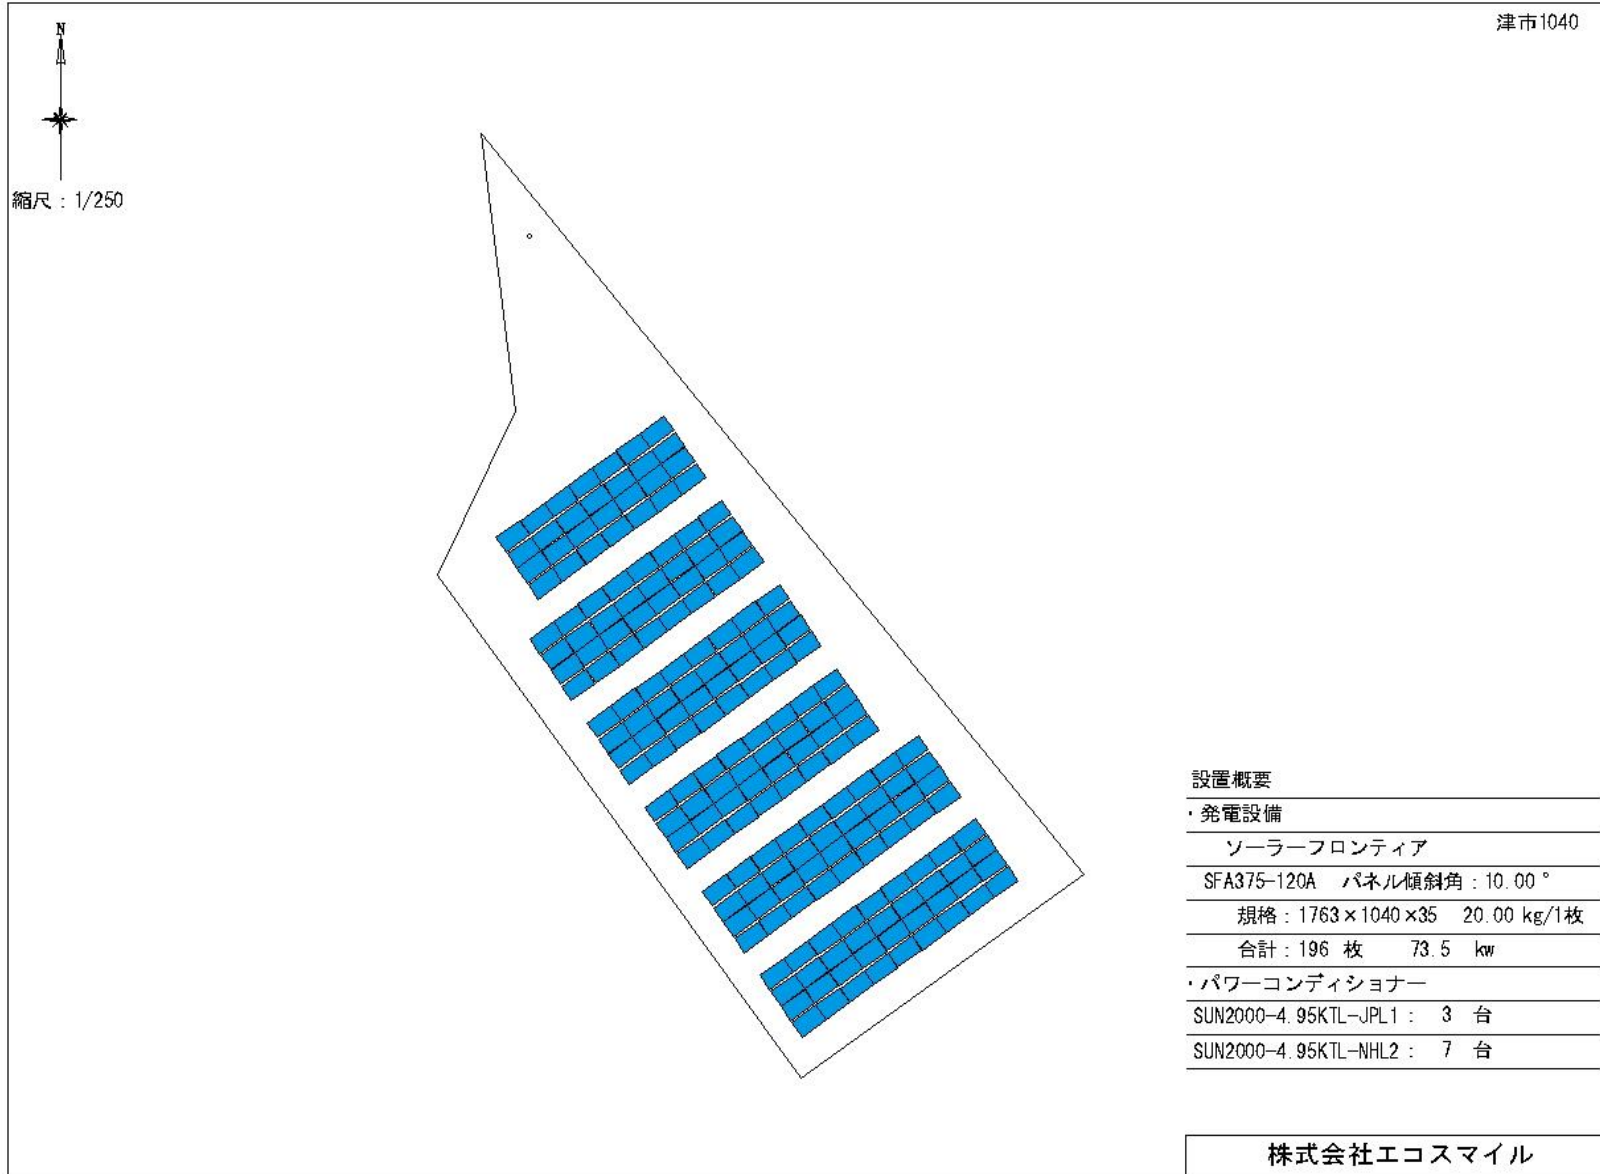 津市1040
N
縮尺：1/250
設置概要
・発電設備
ソーラーフロンティア
SFA375-120A パネル傾斜角：10.00°
規格：1763×1040×35 20.00 kg/1枚
合計：196 枚 73.5 kw
・パワーコンディショナー
SUN2000-4.95KTL-JPL1： 3 台
SUN2000-4.95KTL-NHL2： 7 台
株式会社エコスマイル